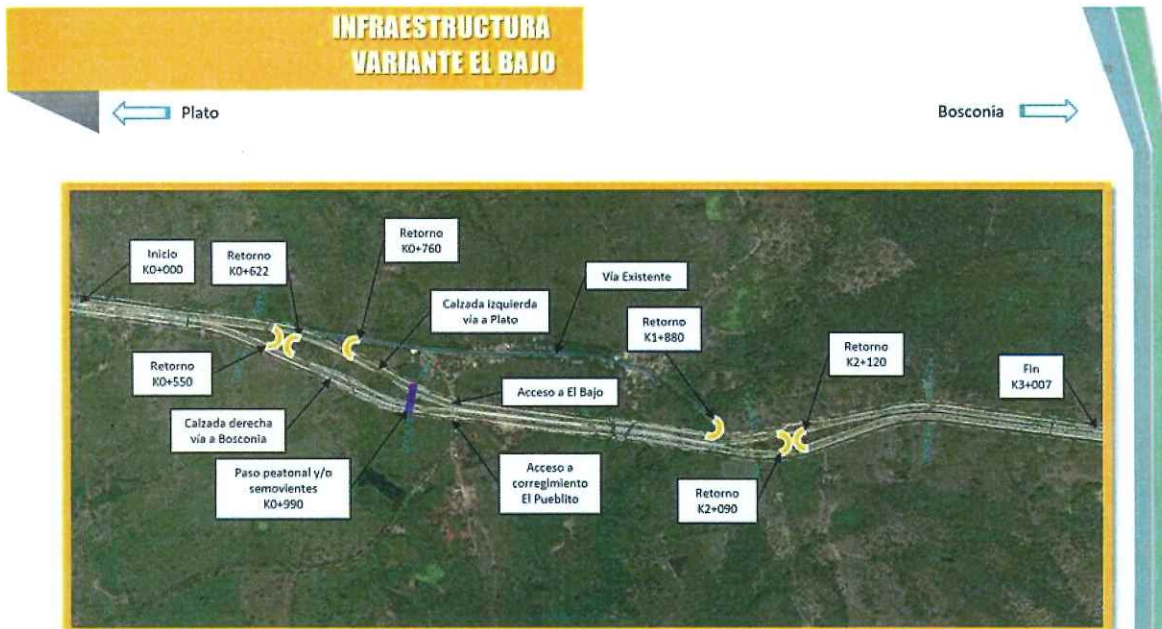 INFRAESTRUCTURA
VARIANTE EL BAJO
Plato
Bosconia
Inicio
K0+000
Retorno
K0+622
Retorno
K0+760
Calzada izquierda
vía a Plato
Vía Existente
Retorno
K1+880
Retorno
K2+120
Fin
K3+007
Retorno
K0+550
Calzada derecha
vía a Bosconia
Paso peatonal y/o
semovientes
K0+990
Acceso a El Bajo
Acceso a
corregimiento
El Pueblito
Retorno
K2+090